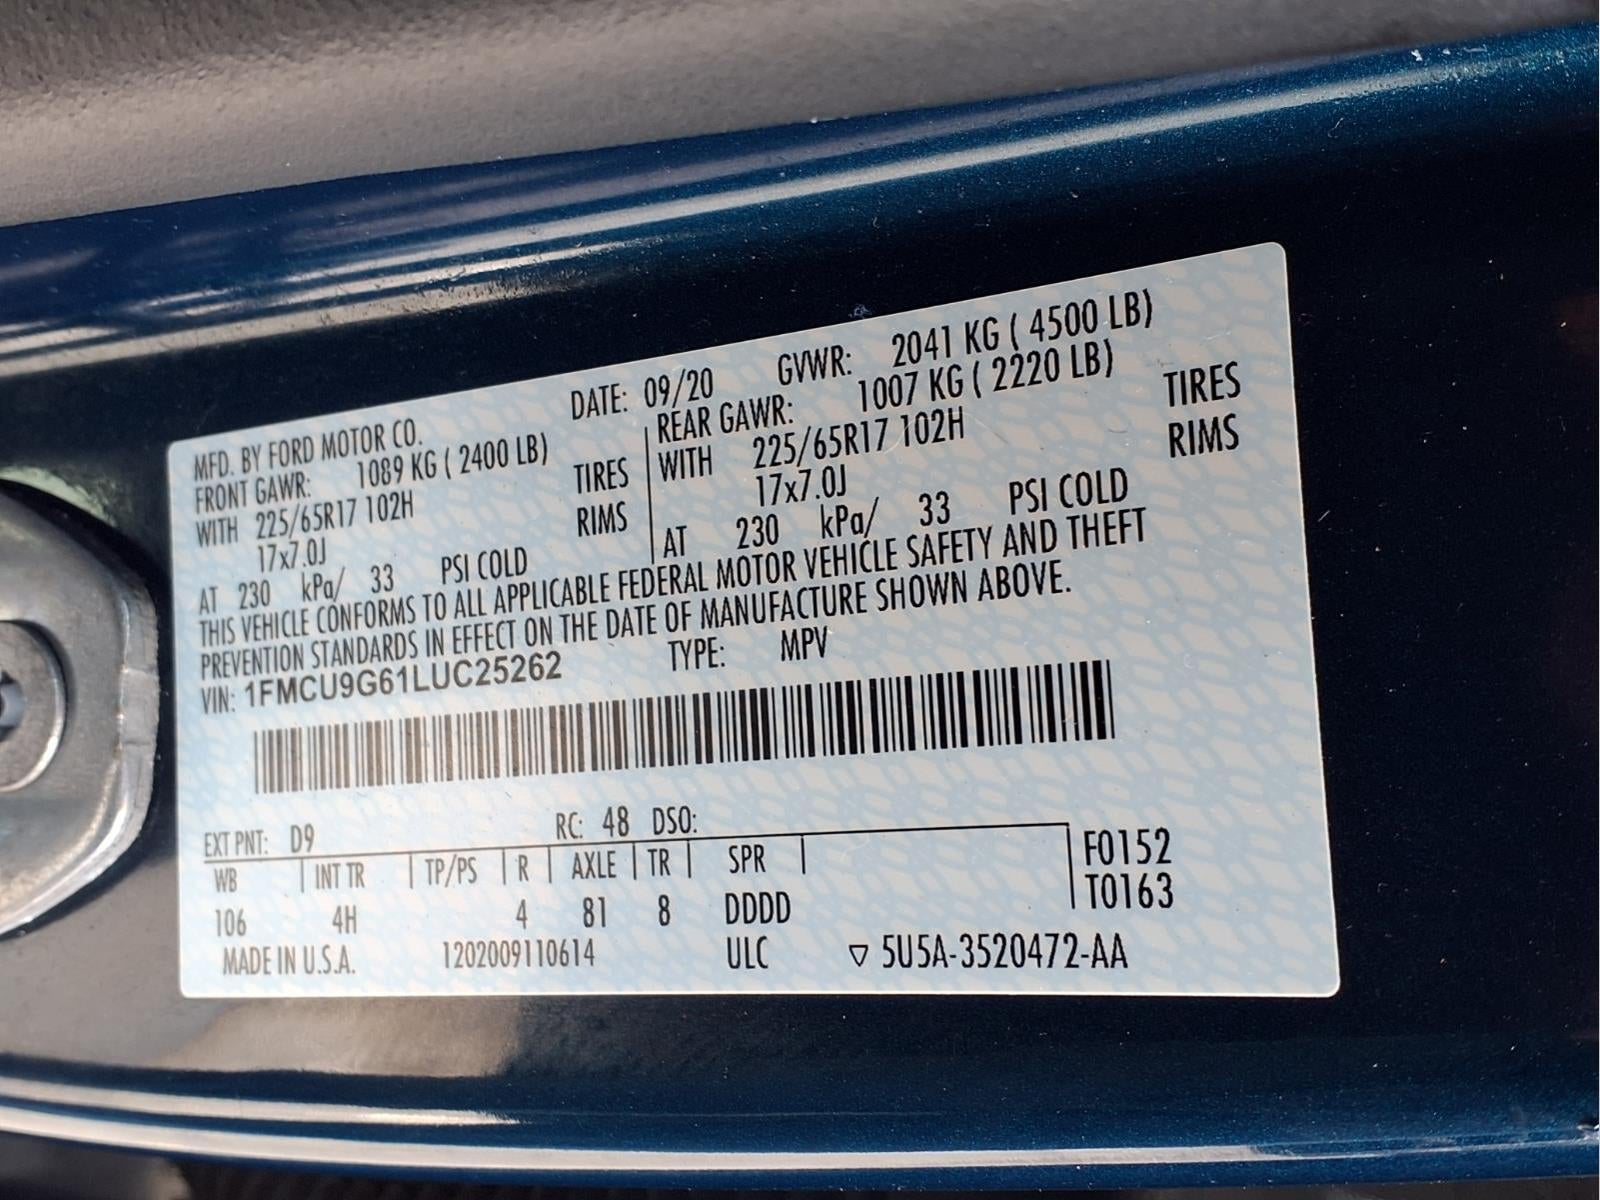 MFD. BY FORD MOTOR CO. DATE: 09/20 GVWR: 2041 KG ( 4500 LB)
FRONT GAWR: 1089 KG ( 2400 LB) REAR GAWR: 1007 KG ( 2220 LB)
WITH 225/65R17 102H TIRES WITH 225/65R17 102H TIRES
17x7.0J RIMS 17x7.0J RIMS
AT 230 kPa/ 33 PSI COLD AT 230 kPa/ 33 PSI COLD
THIS VEHICLE CONFORMS TO ALL APPLICABLE FEDERAL MOTOR VEHICLE SAFETY AND THEFT
PREVENTION STANDARDS IN EFFECT ON THE DATE OF MANUFACTURE SHOWN ABOVE.
VIN: 1FMCU9G61LUC25262 TYPE: MPV
EXT PNT: D9 RC: 48 DSO:
WB INT TR TP/PS R AXLE TR SPR F0152
106 4H 4 81 8 DDDD T0163
MADE IN U.S.A. 1202009110614 ULC ▽ 5U5A-3520472-AA